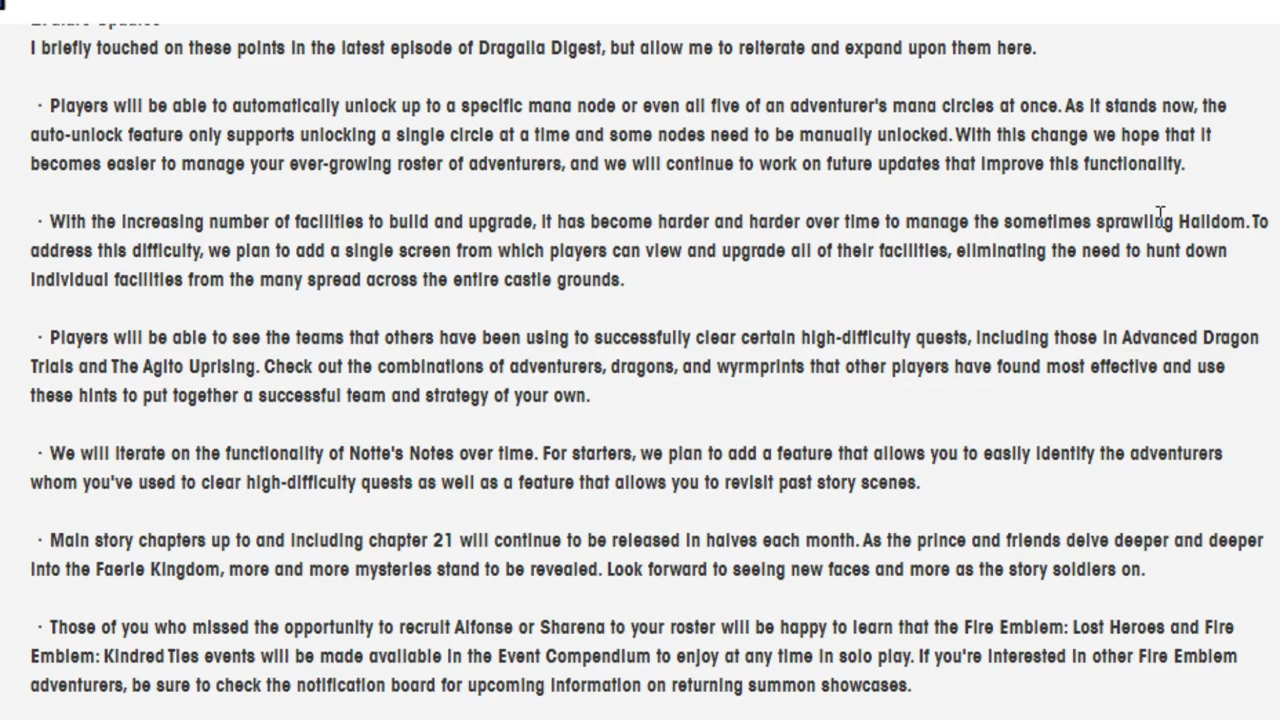 I briefly touched on these points in the latest episode of Dragalia Digest, but allow me to reiterate and expand upon them here.
· Players will be able to automatically unlock up to a specific mana node or even all five of an adventurer's mana circles at once. As it stands now, the
auto-unlock feature only supports unlocking a single circle at a time and some nodes need to be manually unlocked. With this change we hope that it
becomes easier to manage your ever-growing roster of adventurers, and we will continue to work on future updates that improve this functionality.
· With the increasing number of facilities to build and upgrade, it has become harder and harder over time to manage the sometimes sprawling Halidom. To
address this difficulty, we plan to add a single screen from which players can view and upgrade all of their facilities, eliminating the need to hunt down
individual facilities from the many spread across the entire castle grounds.
· Players will be able to see the teams that others have been using to successfully clear certain high-difficulty quests, including those in Advanced Dragon
Trials and The Agito Uprising. Check out the combinations of adventurers, dragons, and wyrmprints that other players have found most effective and use
these hints to put together a successful team and strategy of your own.
· We will iterate on the functionality of Notte's Notes over time. For starters, we plan to add a feature that allows you to easily identify the adventurers
whom you've used to clear high-difficulty quests as well as a feature that allows you to revisit past story scenes.
· Main story chapters up to and including chapter 21 will continue to be released in halves each month. As the prince and friends delve deeper and deeper
into the Faerie Kingdom, more and more mysteries stand to be revealed. Look forward to seeing new faces and more as the story soldiers on.
· Those of you who missed the opportunity to recruit Alfonse or Sharena to your roster will be happy to learn that the Fire Emblem: Lost Heroes and Fire
Emblem: Kindred Ties events will be made available in the Event Compendium to enjoy at any time in solo play. If you're interested in other Fire Emblem
adventurers, be sure to check the notification board for upcoming information on returning summon showcases.